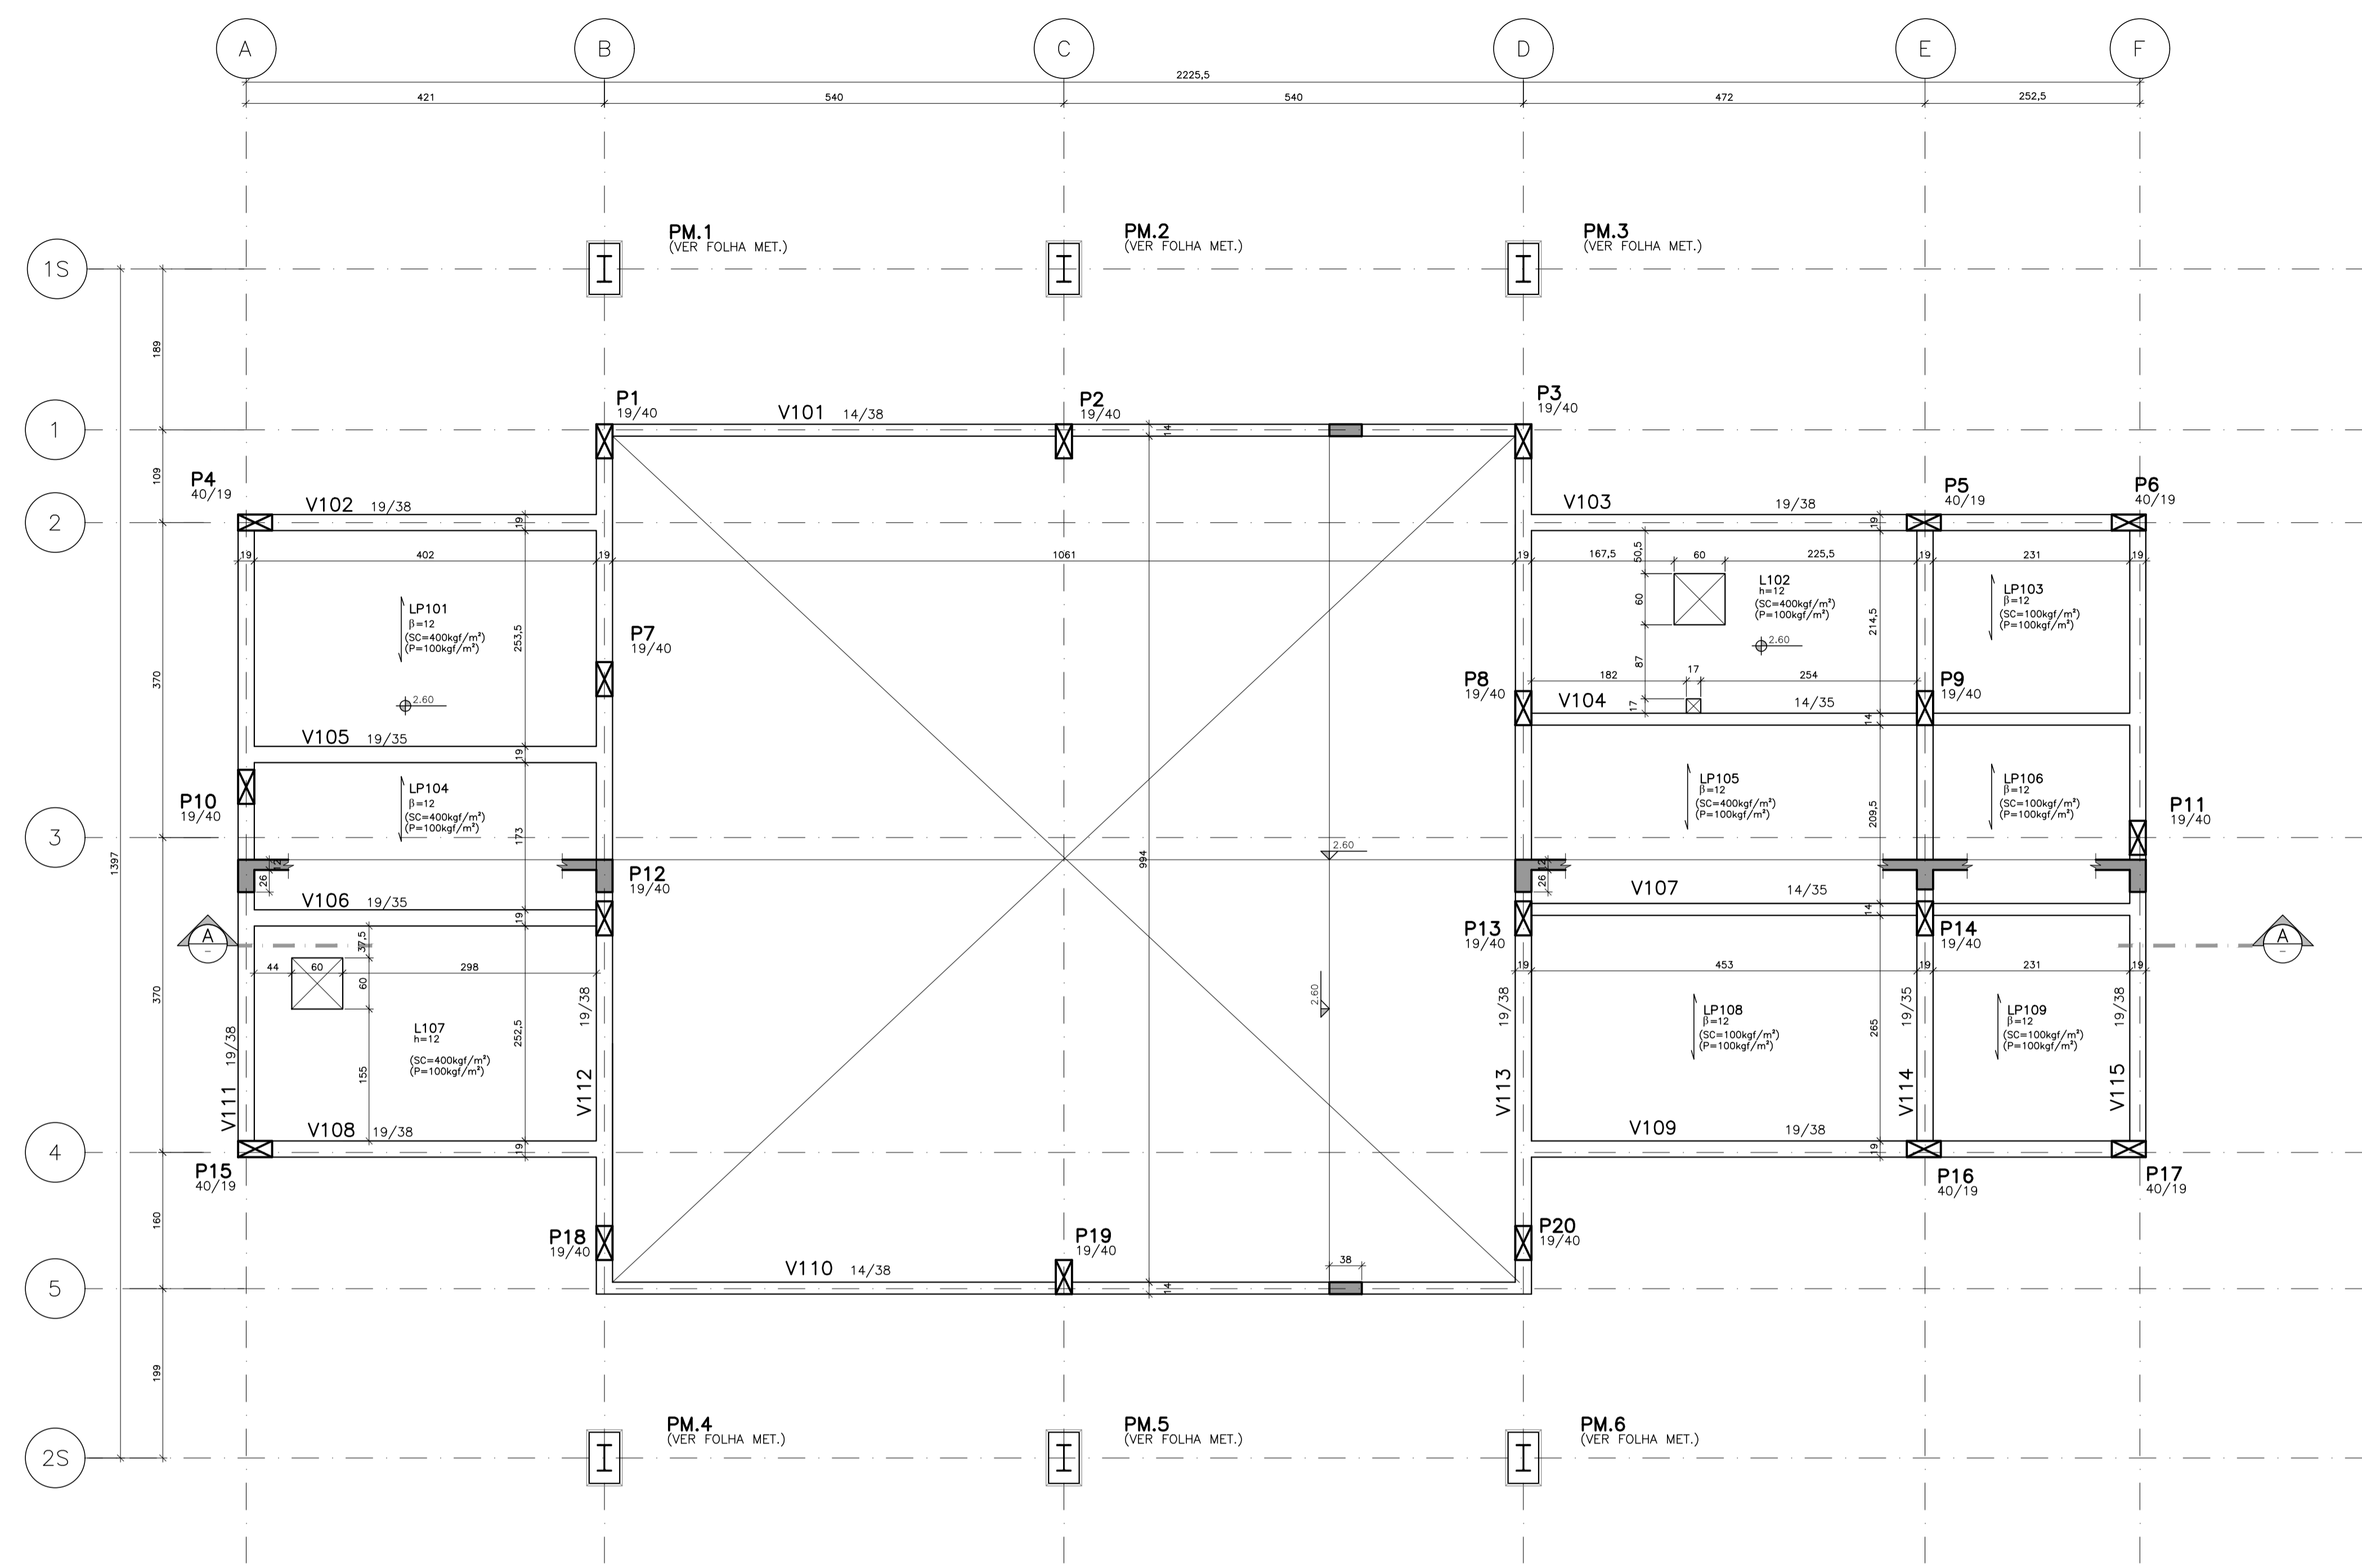 A
B
C
D
E
F
2225,5
421
540
540
472
252,5
PM.1
(VER FOLHA MET.)
PM.2
(VER FOLHA MET.)
PM.3
(VER FOLHA MET.)
1S
189
P1
19/40
V101 14/38
P2
19/40
14
P3
19/40
1
109
P4
40/19
V102 19/38
19
2
V103 19/38
P5
40/19
P6
40/19
19
19
402
19
1061
19
167,5
60
225,5
19
231
19
50,5
60
87
17
LP101
β=12
(SC=400kgf/m²)
(P=100kgf/m²)
253,5
2.60
P7
19/40
L102
h=12
(SC=400kgf/m²)
(P=100kgf/m²)
2.60
214,5
LP103
β=12
(SC=100kgf/m²)
(P=100kgf/m²)
370
182
17
254
P8
19/40
V104 14/35
14
P9
19/40
V105 19/35
19
P10
19/40
LP104
β=12
(SC=400kgf/m²)
(P=100kgf/m²)
173
LP105
β=12
(SC=400kgf/m²)
(P=100kgf/m²)
209,5
LP106
β=12
(SC=100kgf/m²)
(P=100kgf/m²)
P11
19/40
3
1397
994
2.60
12
26
P12
19/40
12
26
V106 19/35
19
V107 14/35
14
A
-
P13
19/40
P14
19/40
A
-
37,5
44
60
298
60
155
19
453
19
231
19
370
2.60
L107
h=12
(SC=400kgf/m²)
(P=100kgf/m²)
252,5
LP108
β=12
(SC=100kgf/m²)
(P=100kgf/m²)
265
LP109
β=12
(SC=100kgf/m²)
(P=100kgf/m²)
V111 19/38
V112 19/38
V113 19/38
V114 19/35
V115 19/38
V108 19/38
19
V109 19/38
19
4
P15
40/19
P16
40/19
P17
40/19
160
P18
19/40
P19
19/40
P20
19/40
V110 14/38
38
14
5
199
PM.4
(VER FOLHA MET.)
PM.5
(VER FOLHA MET.)
PM.6
(VER FOLHA MET.)
2S